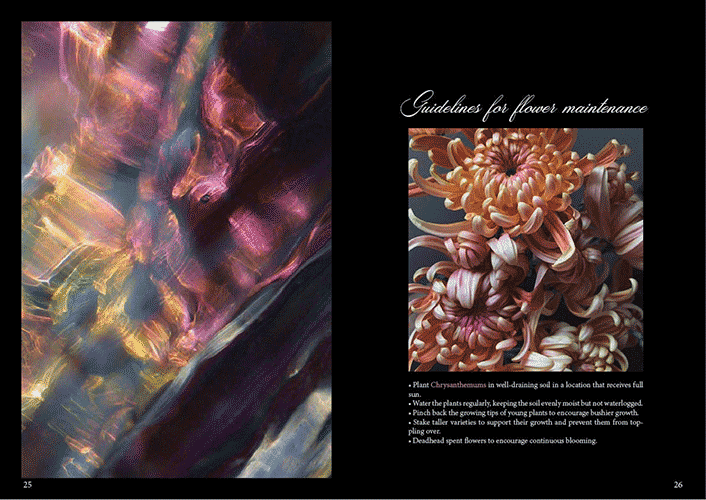 Guidelines for flower maintenance
• Plant Chrysanthemums in well-draining soil in a location that receives full
sun.
• Water the plants regularly, keeping the soil evenly moist but not waterlogged.
• Pinch back the growing tips of young plants to encourage bushier growth.
• Stake taller varieties to support their growth and prevent them from top-
pling over.
• Deadhead spent flowers to encourage continuous blooming.
25
26